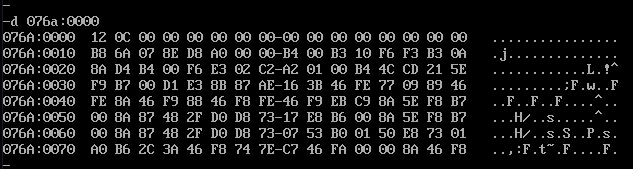 -
-d 076a:0000
076A:0000  12 0C 00 00 00 00 00 00-00 00 00 00 00 00 00 00   ................
076A:0010  B8 6A 07 8E D8 A0 00 00-B4 00 B3 10 F6 F3 B3 0A   .j..............
076A:0020  8A D4 B4 00 F6 E3 02 C2-A2 01 00 B4 4C CD 21 5E   ............L.!^
076A:0030  F9 B7 00 D1 E3 8B 87 AE-16 3B 46 FE 77 09 89 46   .........;F.w..F
076A:0040  FE 8A 46 F9 88 46 F8 FE-46 F9 EB C9 8A 5E F8 B7   ..F..F..F....^..
076A:0050  00 8A 87 48 2F D0 D8 73-17 E8 B6 00 8A 5E F8 B7   ...H/..s.....^..
076A:0060  00 8A 87 48 2F D0 D8 73-07 53 B0 01 50 E8 73 01   ...H/..s.S..P.s.
076A:0070  A0 B6 2C 3A 46 F8 74 7E-C7 46 FA 00 00 8A 46 F8   ..,:F.t~.F....F.
-